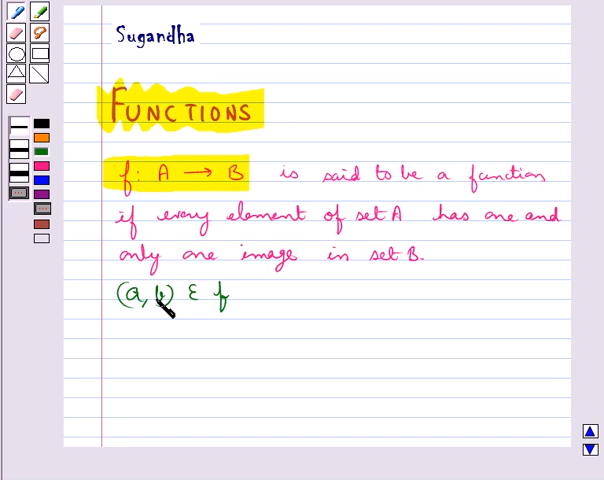 Sugandha
FUNCTIONS
f: A → B is said to be a function
if every element of set A has one and
only one image in set B.
(a, b) ε f